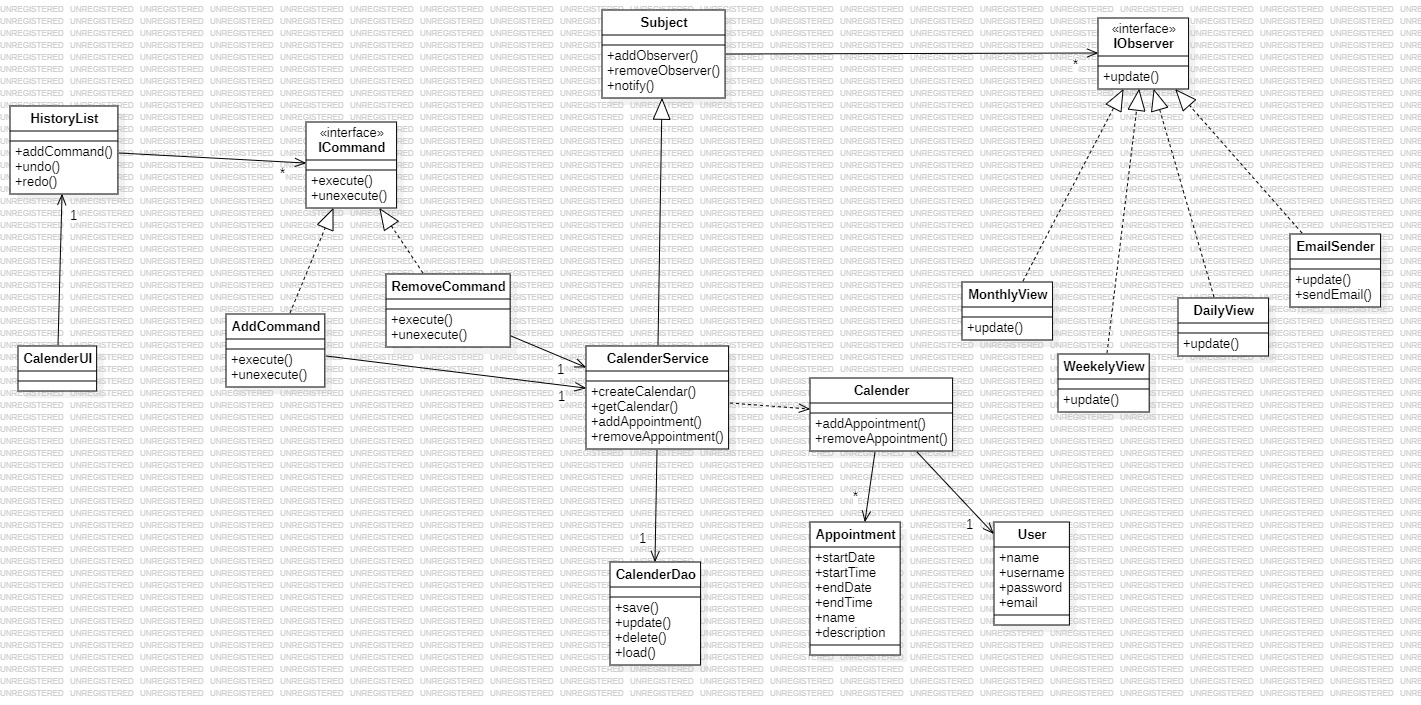 Subject
+addObserver()
+removeObserver()
+notify()
«interface»
IObserver
+update()
*
HistoryList
+addCommand()
+undo()
+redo()
1
«interface»
ICommand
+execute()
+unexecute()
*
CalenderUI
AddCommand
+execute()
+unexecute()
RemoveCommand
+execute()
+unexecute()
1
1
CalenderService
+createCalendar()
+getCalendar()
+addAppointment()
+removeAppointment()
Calender
+addAppointment()
+removeAppointment()
MonthlyView
+update()
WeekelyView
+update()
DailyView
+update()
EmailSender
+update()
+sendEmail()
1
CalenderDao
+save()
+update()
+delete()
+load()
*
Appointment
+startDate
+startTime
+endDate
+endTime
+name
+description
1
User
+name
+username
+password
+email
UNREGISTERED